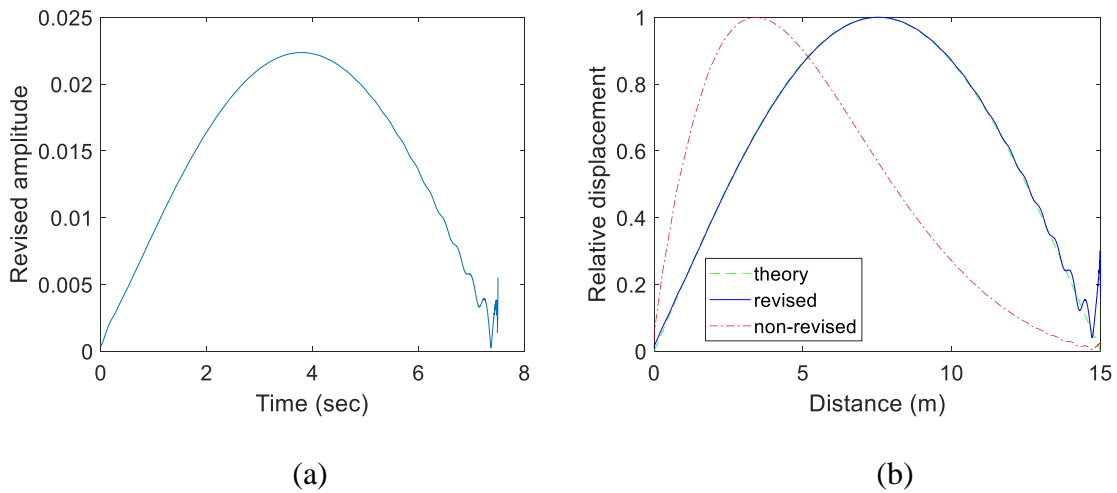 0.025
0.02
0.015
0.01
0.005
0
0
2
4
6
8
Revised amplitude
Time (sec)
(a)
1
0.8
0.6
0.4
0.2
0
0
5
10
15
Relative displacement
theory
revised
non-revised
Distance (m)
(b)